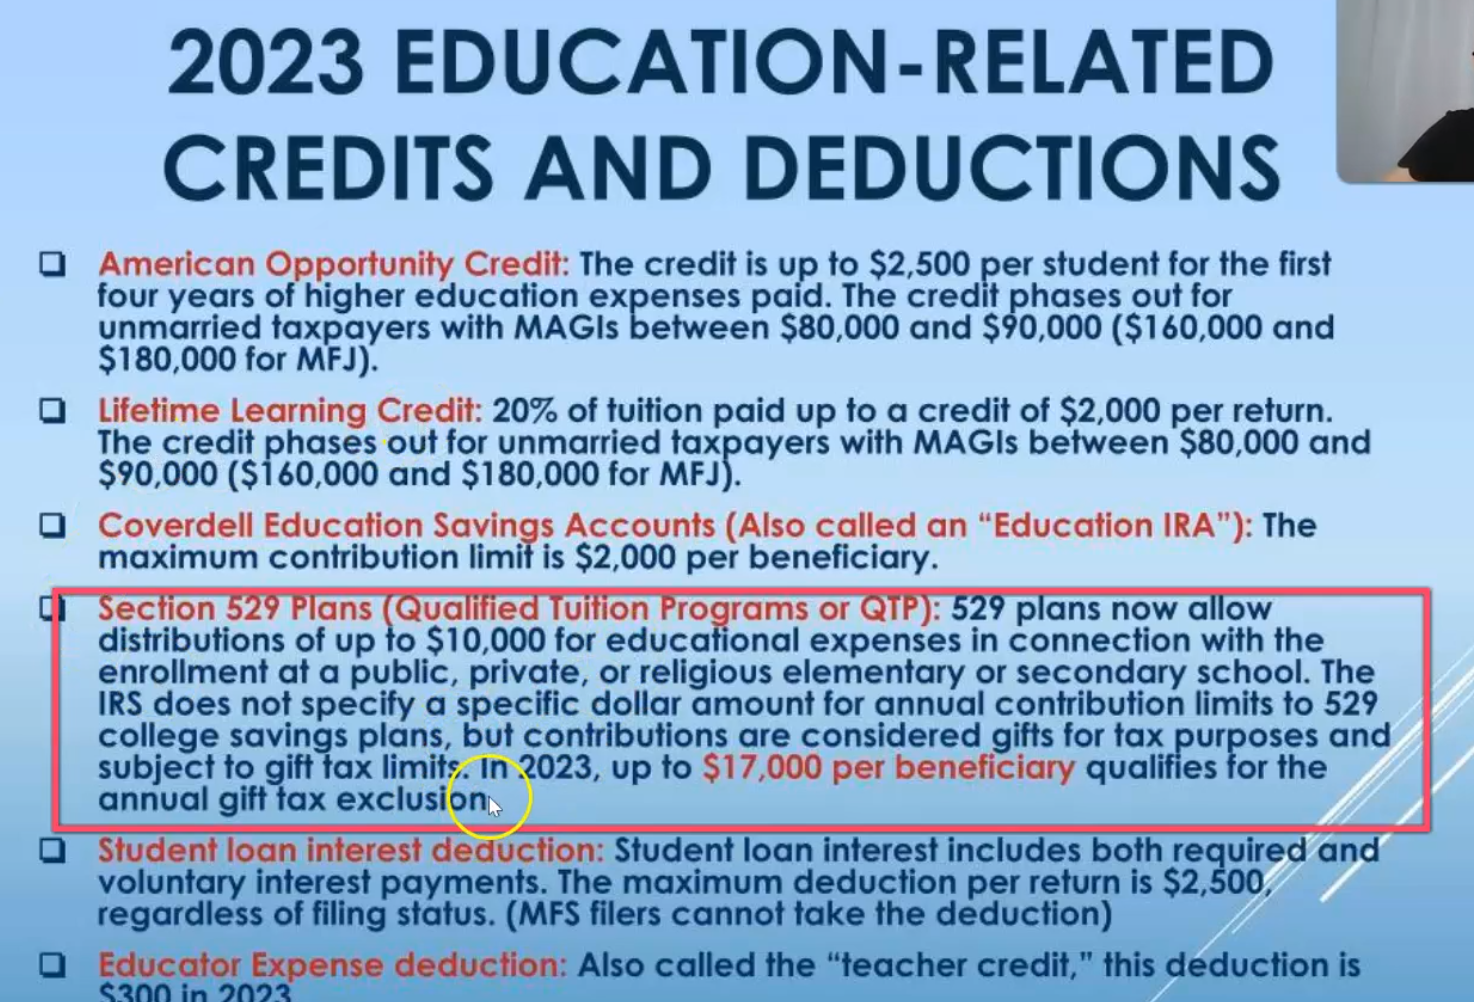 2023 EDUCATION-RELATED
CREDITS AND DEDUCTIONS
American Opportunity Credit: The credit is up to $2,500 per student for the first
four years of higher education expenses paid. The credit phases out for
unmarried taxpayers with MAGIs between $80,000 and $90,000 ($160,000 and
$180,000 for MFJ).
Lifetime Learning Credit: 20% of tuition paid up to a credit of $2,000 per return.
The credit phases out for unmarried taxpayers with MAGIs between $80,000 and
$90,000 ($160,000 and $180,000 for MFJ).
Coverdell Education Savings Accounts (Also called an “Education IRA”): The
maximum contribution limit is $2,000 per beneficiary.
Section 529 Plans (Qualified Tuition Programs or QTP): 529 plans now allow
distributions of up to $10,000 for educational expenses in connection with the
enrollment at a public, private, or religious elementary or secondary school. The
IRS does not specify a specific dollar amount for annual contribution limits to 529
college savings plans, but contributions are considered gifts for tax purposes and
subject to gift tax limits. In 2023, up to $17,000 per beneficiary qualifies for the
annual gift tax exclusion.
Student loan interest deduction: Student loan interest includes both required and
voluntary interest payments. The maximum deduction per return is $2,500,
regardless of filing status. (MFS filers cannot take the deduction)
Educator Expense deduction: Also called the “teacher credit,” this deduction is
$300 in 2023